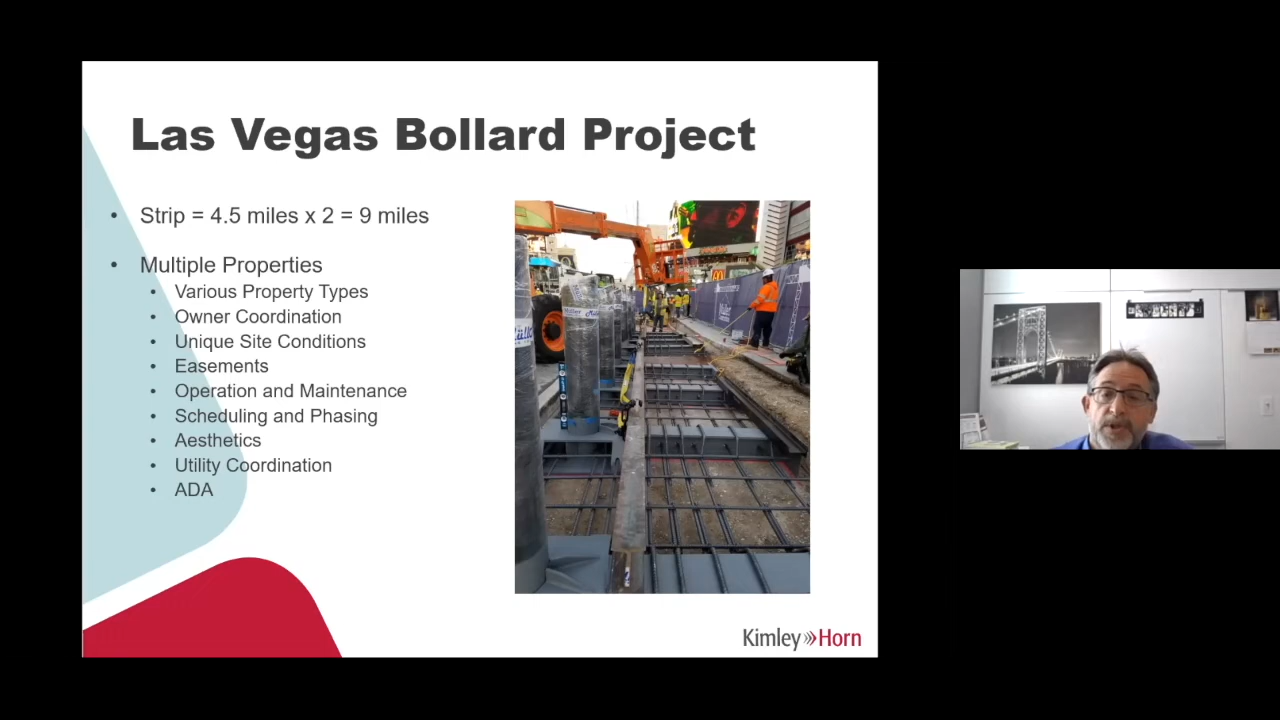 Las Vegas Bollard Project
• Strip = 4.5 miles x 2 = 9 miles
• Multiple Properties
• Various Property Types
• Owner Coordination
• Unique Site Conditions
• Easements
• Operation and Maintenance
• Scheduling and Phasing
• Aesthetics
• Utility Coordination
• ADA
Kimley»Horn